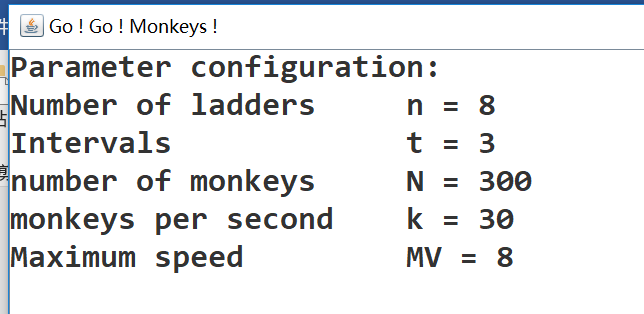 Go ! Go ! Monkeys !
Parameter configuration:
Number of ladders n = 8
Intervals t = 3
number of monkeys N = 300
monkeys per second k = 30
Maximum speed MV = 8